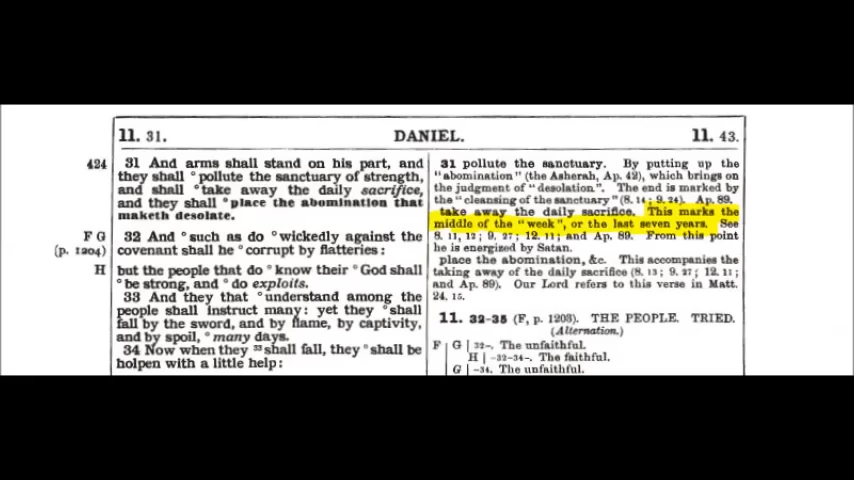 11. 31. DANIEL. 11. 43.
424 31 And arms shall stand on his part, and
they shall °pollute the sanctuary of strength,
and shall °take away the daily sacrifice,
and they shall °place the abomination that
maketh desolate.
F G 32 And °such as do °wickedly against the
(p. 1204) covenant shall he °corrupt by flatteries:
H but the people that do °know their °God shall
°be strong, and °do exploits.
33 And they that °understand among the
people shall instruct many: yet they °shall
fall by the sword, and by flame, by captivity,
and by spoil, °many days.
34 Now when they ³³shall fall, they °shall be
holpen with a little help:
31 pollute the sanctuary. By putting up the
"abomination" (the Asherah, Ap. 42), which brings on
the judgment of "desolation". The end is marked by
the "cleansing of the sanctuary" (8. 14; 9. 24). Ap. 89.
take away the daily sacrifice. This marks the
middle of the "week", or the last seven years. See
8. 11, 12; 9. 27; 12. 11; and Ap. 89. From this point
he is energized by Satan.
place the abomination, &c. This accompanies the
taking away of the daily sacrifice (8. 13; 9. 27; 12. 11;
and Ap. 89). Our Lord refers to this verse in Matt.
24. 15.
11. 32-35 (F, p. 1203). THE PEOPLE. TRIED.
(Alternation.)
F G | 32-. The unfaithful.
H | -32-34-. The faithful.
G | -34. The unfaithful.